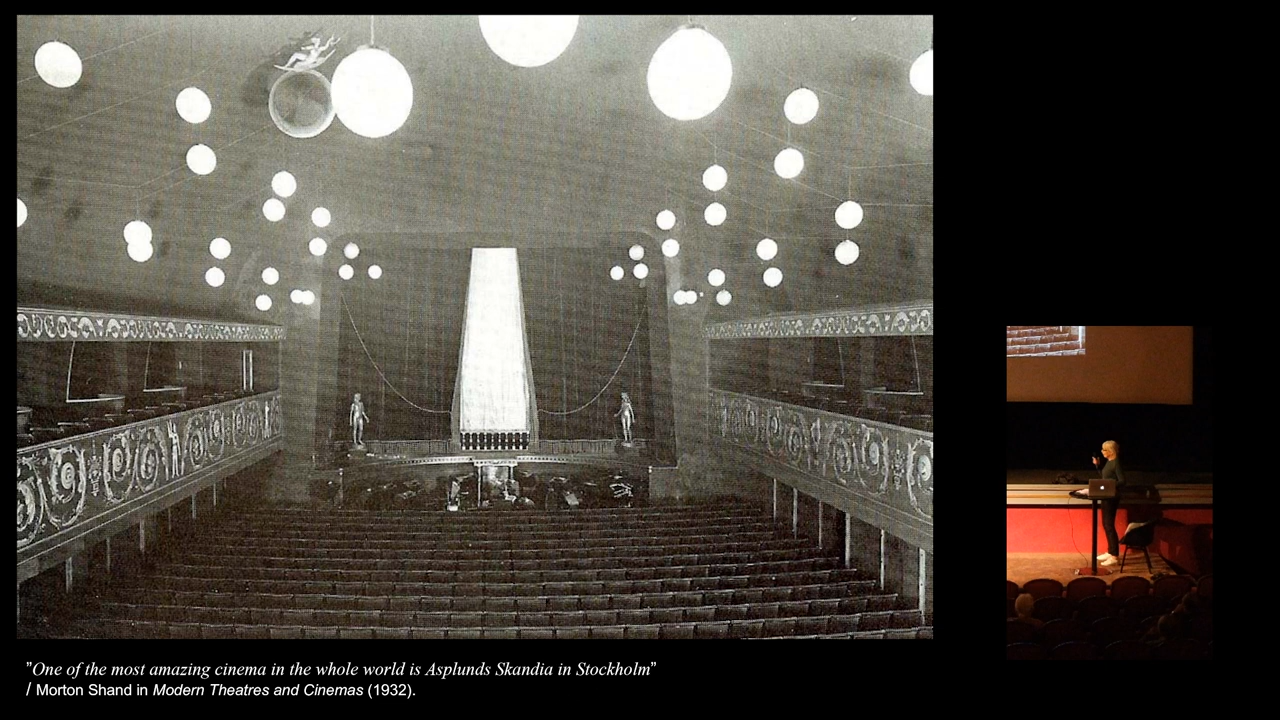 "One of the most amazing cinema in the whole world is Asplunds Skandia in Stockholm"
/ Morton Shand in Modern Theatres and Cinemas (1932).